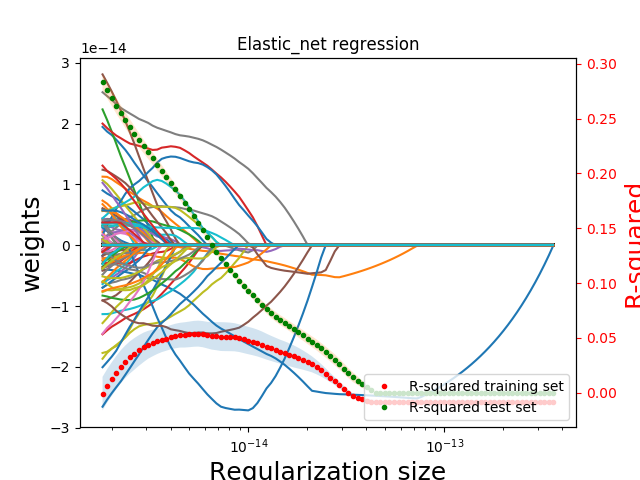 Elastic_net regression
1e−14
3
2
1
0
−1
−2
−3
weights
0.30
0.25
0.20
0.15
0.10
0.05
0.00
R-squared
R-squared training set
R-squared test set
10−14
10−13
Regularization size